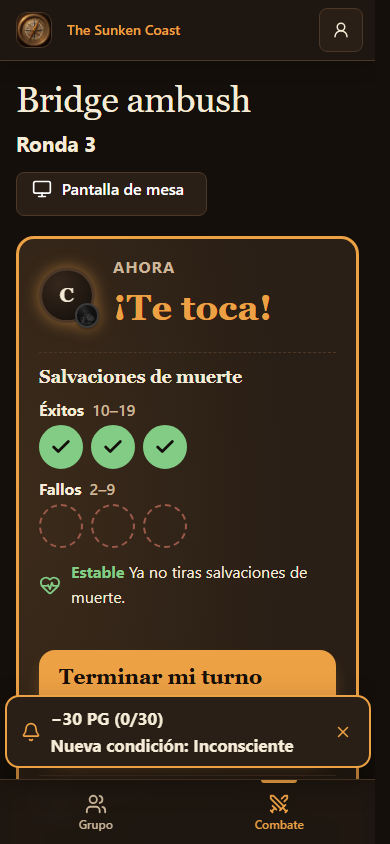 The Sunken Coast
Bridge ambush
Ronda 3
Pantalla de mesa
C
AHORA
¡Te toca!
Salvaciones de muerte
Éxitos 10–19
Fallos 2–9
Estable Ya no tiras salvaciones de
muerte.
Terminar mi turno
−30 PG (0/30)
Nueva condición: Inconsciente
Grupo
Combate